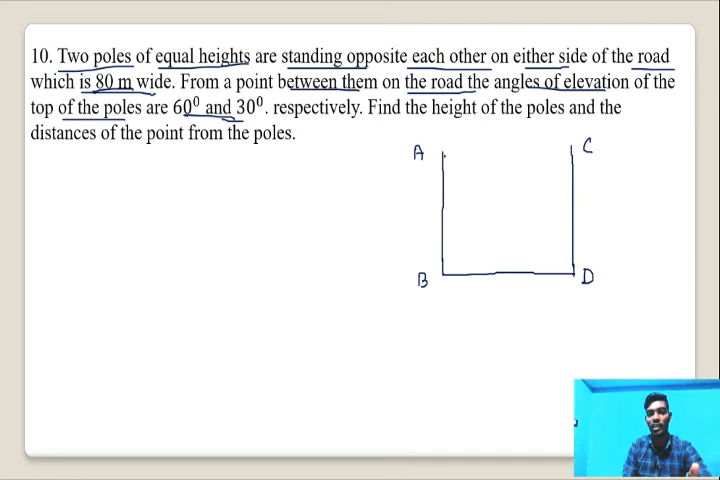 10. Two poles of equal heights are standing opposite each other on either side of the road
which is 80 m wide. From a point between them on the road the angles of elevation of the
top of the poles are 60⁰ and 30⁰. respectively. Find the height of the poles and the
distances of the point from the poles.
A C
B D